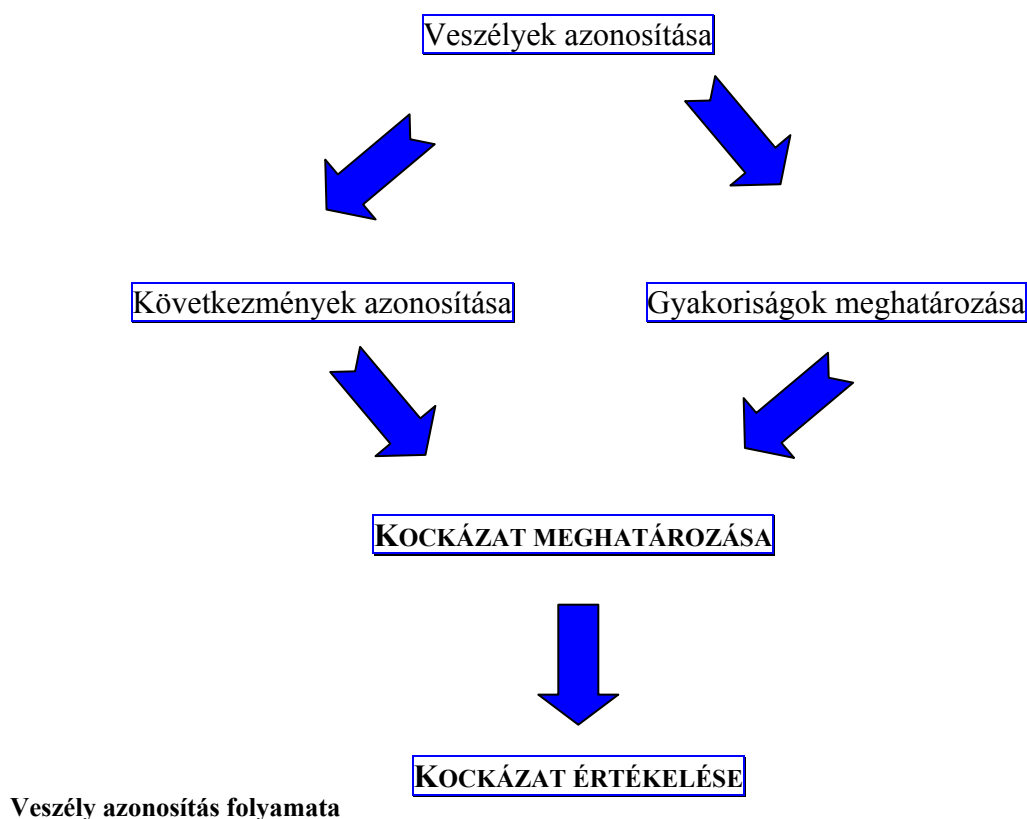 Veszélyek azonosítása
Következmények azonosítása
Gyakoriságok meghatározása
KOCKÁZAT MEGHATÁROZÁSA
KOCKÁZAT ÉRTÉKELÉSE
Veszély azonosítás folyamata